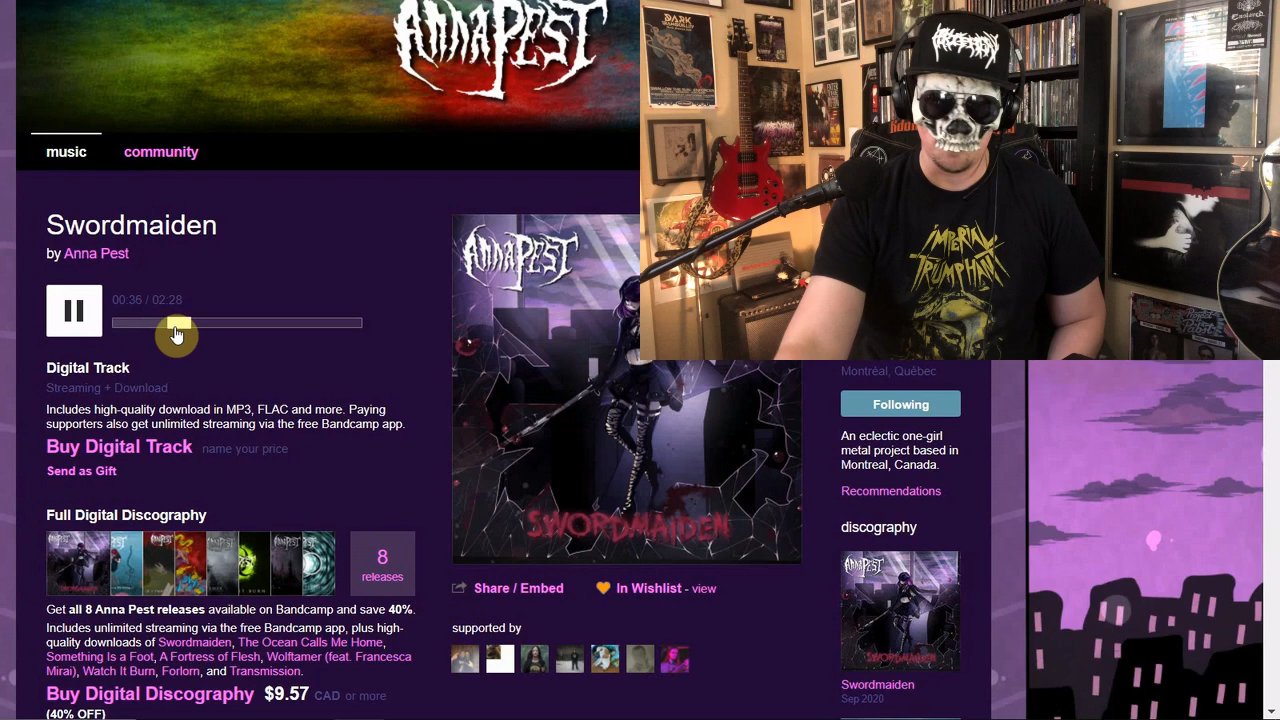 ANNA PEST
music
community
Swordmaiden
by Anna Pest
00:36 / 02:28
Digital Track
Streaming + Download
Includes high-quality download in MP3, FLAC and more. Paying
supporters also get unlimited streaming via the free Bandcamp app.
Buy Digital Track name your price
Send as Gift
Full Digital Discography
8
releases
Get all 8 Anna Pest releases available on Bandcamp and save 40%.
Includes unlimited streaming via the free Bandcamp app, plus high-
quality downloads of Swordmaiden, The Ocean Calls Me Home,
Something Is a Foot, A Fortress of Flesh, Wolftamer (feat. Francesca
Mirai), Watch It Burn, Forlorn, and Transmission.
Buy Digital Discography $9.57 CAD or more
(40% OFF)
ANNA PEST
SWORDMAIDEN
Share / Embed
In Wishlist - view
supported by
DARK
TRANQUILLITY
IMPERIAL
TRIUMPHANT
Montréal, Québec
Following
An eclectic one-girl
metal project based in
Montreal, Canada.
Recommendations
discography
ANNA PEST
SWORDMAIDEN
Swordmaiden
Sep 2020